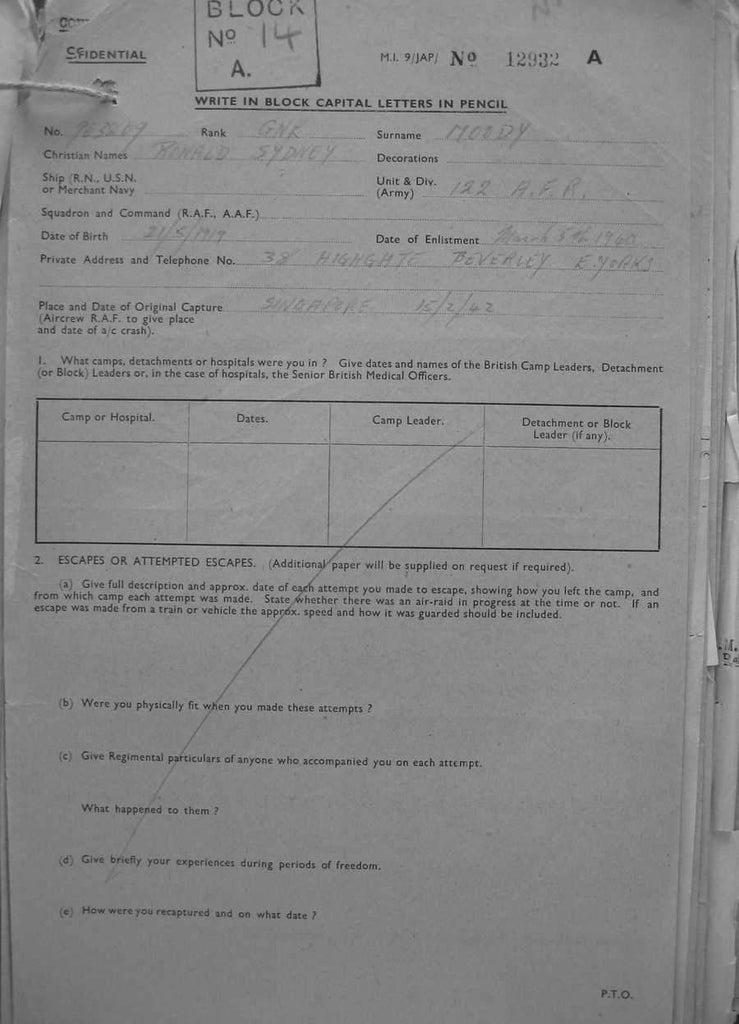 BLOCK
Nº 14
A.
CONFIDENTIAL
M.I. 9/JAP/ Nº 12932 A
WRITE IN BLOCK CAPITAL LETTERS IN PENCIL
No. Rank GNR Surname MOODY
Christian Names RONALD SYDNEY Decorations
Ship (R.N., U.S.N. or Merchant Navy Unit & Div. (Army) 122 A.F.R.
Squadron and Command (R.A.F., A.A.F.)
Date of Birth 21/5/1919 Date of Enlistment March 5th 1940
Private Address and Telephone No. 38 HIGHGATE BEVERLEY E. YORKS
Place and Date of Original Capture SINGAPORE 15/2/42
(Aircrew R.A.F. to give place
and date of a/c crash).
1. What camps, detachments or hospitals were you in ? Give dates and names of the British Camp Leaders, Detachment
(or Block) Leaders or, in the case of hospitals, the Senior British Medical Officers.
Camp or Hospital. Dates. Camp Leader. Detachment or Block
Leader (if any).
2. ESCAPES OR ATTEMPTED ESCAPES. (Additional paper will be supplied on request if required).
(a) Give full description and approx. date of each attempt you made to escape, showing how you left the camp, and
from which camp each attempt was made. State whether there was an air-raid in progress at the time or not. If an
escape was made from a train or vehicle the approx. speed and how it was guarded should be included.
(b) Were you physically fit when you made these attempts ?
(c) Give Regimental particulars of anyone who accompanied you on each attempt.
What happened to them ?
(d) Give briefly your experiences during periods of freedom.
(e) How were you recaptured and on what date ?
P.T.O.